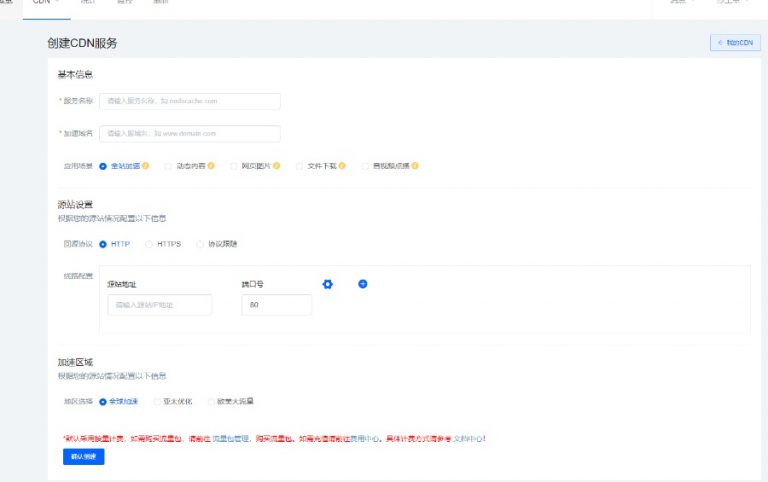 CDN
创建CDN服务
← 我的CDN
基本信息
* 服务名称 请输入服务名称，如 nodecache.com
* 加速域名 请输入域名，如 www.domain.com
应用场景 全站加速 动态内容 网页图片 文件下载 音视频点播
源站设置
根据您的源站情况配置以下信息
回源协议 HTTP HTTPS 协议跟随
线路配置
源站地址 端口号
请输入源站IP地址 80
加速区域
根据您的源站情况配置以下信息
地区选择 全球加速 亚太优化 欧美大流量
*默认采用按量计费，如需购买流量包，请前往 流量包管理，购买流量包。如需充值请前往费用中心。具体计费方式请参考 文档中心!
确认创建